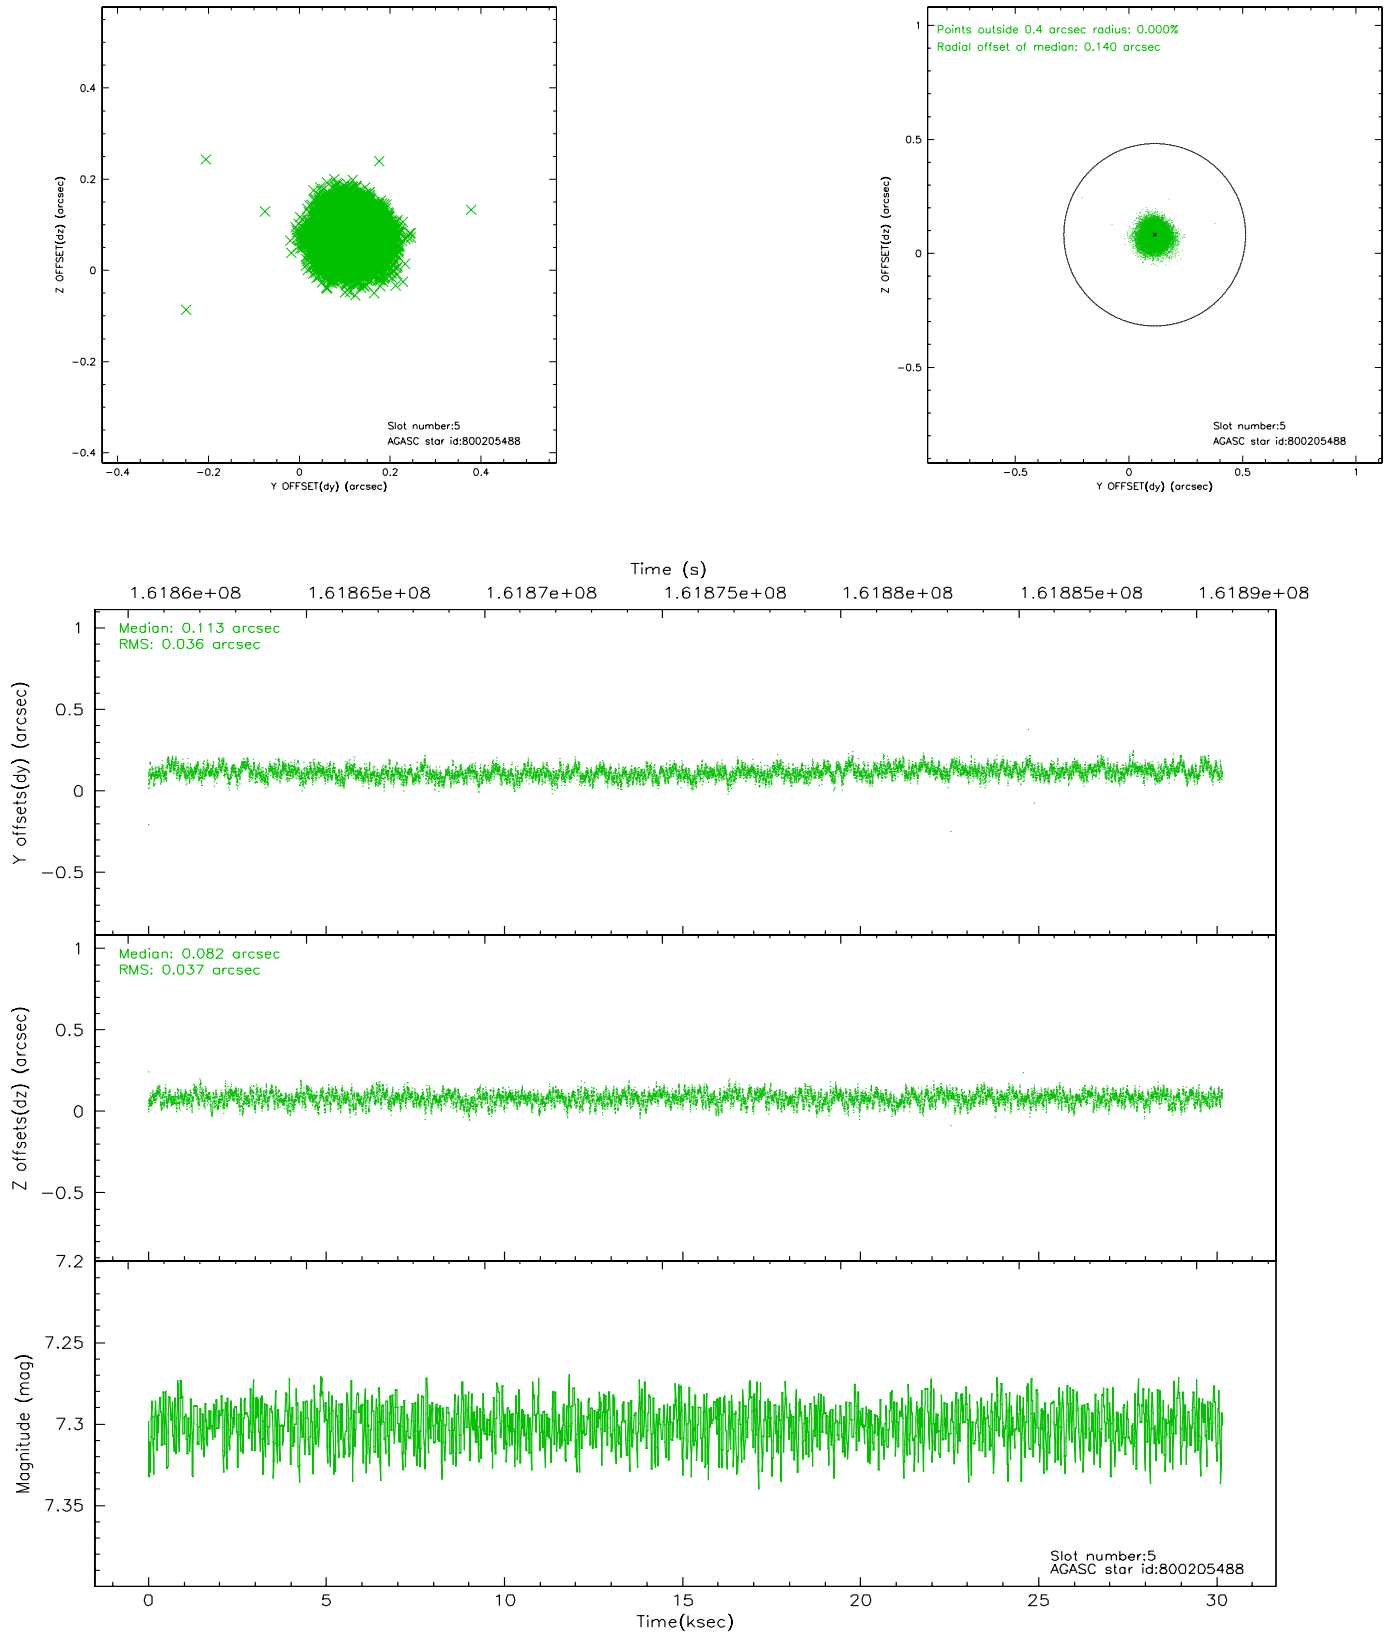 0.4
0.2
0
−0.2
−0.4
Z OFFSET(dz) (arcsec)
Slot number:5
AGASC star id:800205488
−0.4 −0.2 0 0.2 0.4
Y OFFSET(dy) (arcsec)
Points outside 0.4 arcsec radius: 0.000%
Radial offset of median: 0.140 arcsec
1
0.5
0
−0.5
Z OFFSET(dz) (arcsec)
Slot number:5
AGASC star id:800205488
−0.5 0 0.5 1
Y OFFSET(dy) (arcsec)
Time (s)
1.6186e+08 1.61865e+08 1.6187e+08 1.61875e+08 1.6188e+08 1.61885e+08 1.6189e+08
Median: 0.113 arcsec
RMS: 0.036 arcsec
1
0.5
0
−0.5
Y offsets(dy) (arcsec)
Median: 0.082 arcsec
RMS: 0.037 arcsec
1
0.5
0
−0.5
Z offsets(dz) (arcsec)
7.2
7.25
7.3
7.35
Magnitude (mag)
Slot number:5
AGASC star id:800205488
0 5 10 15 20 25 30
Time(ksec)